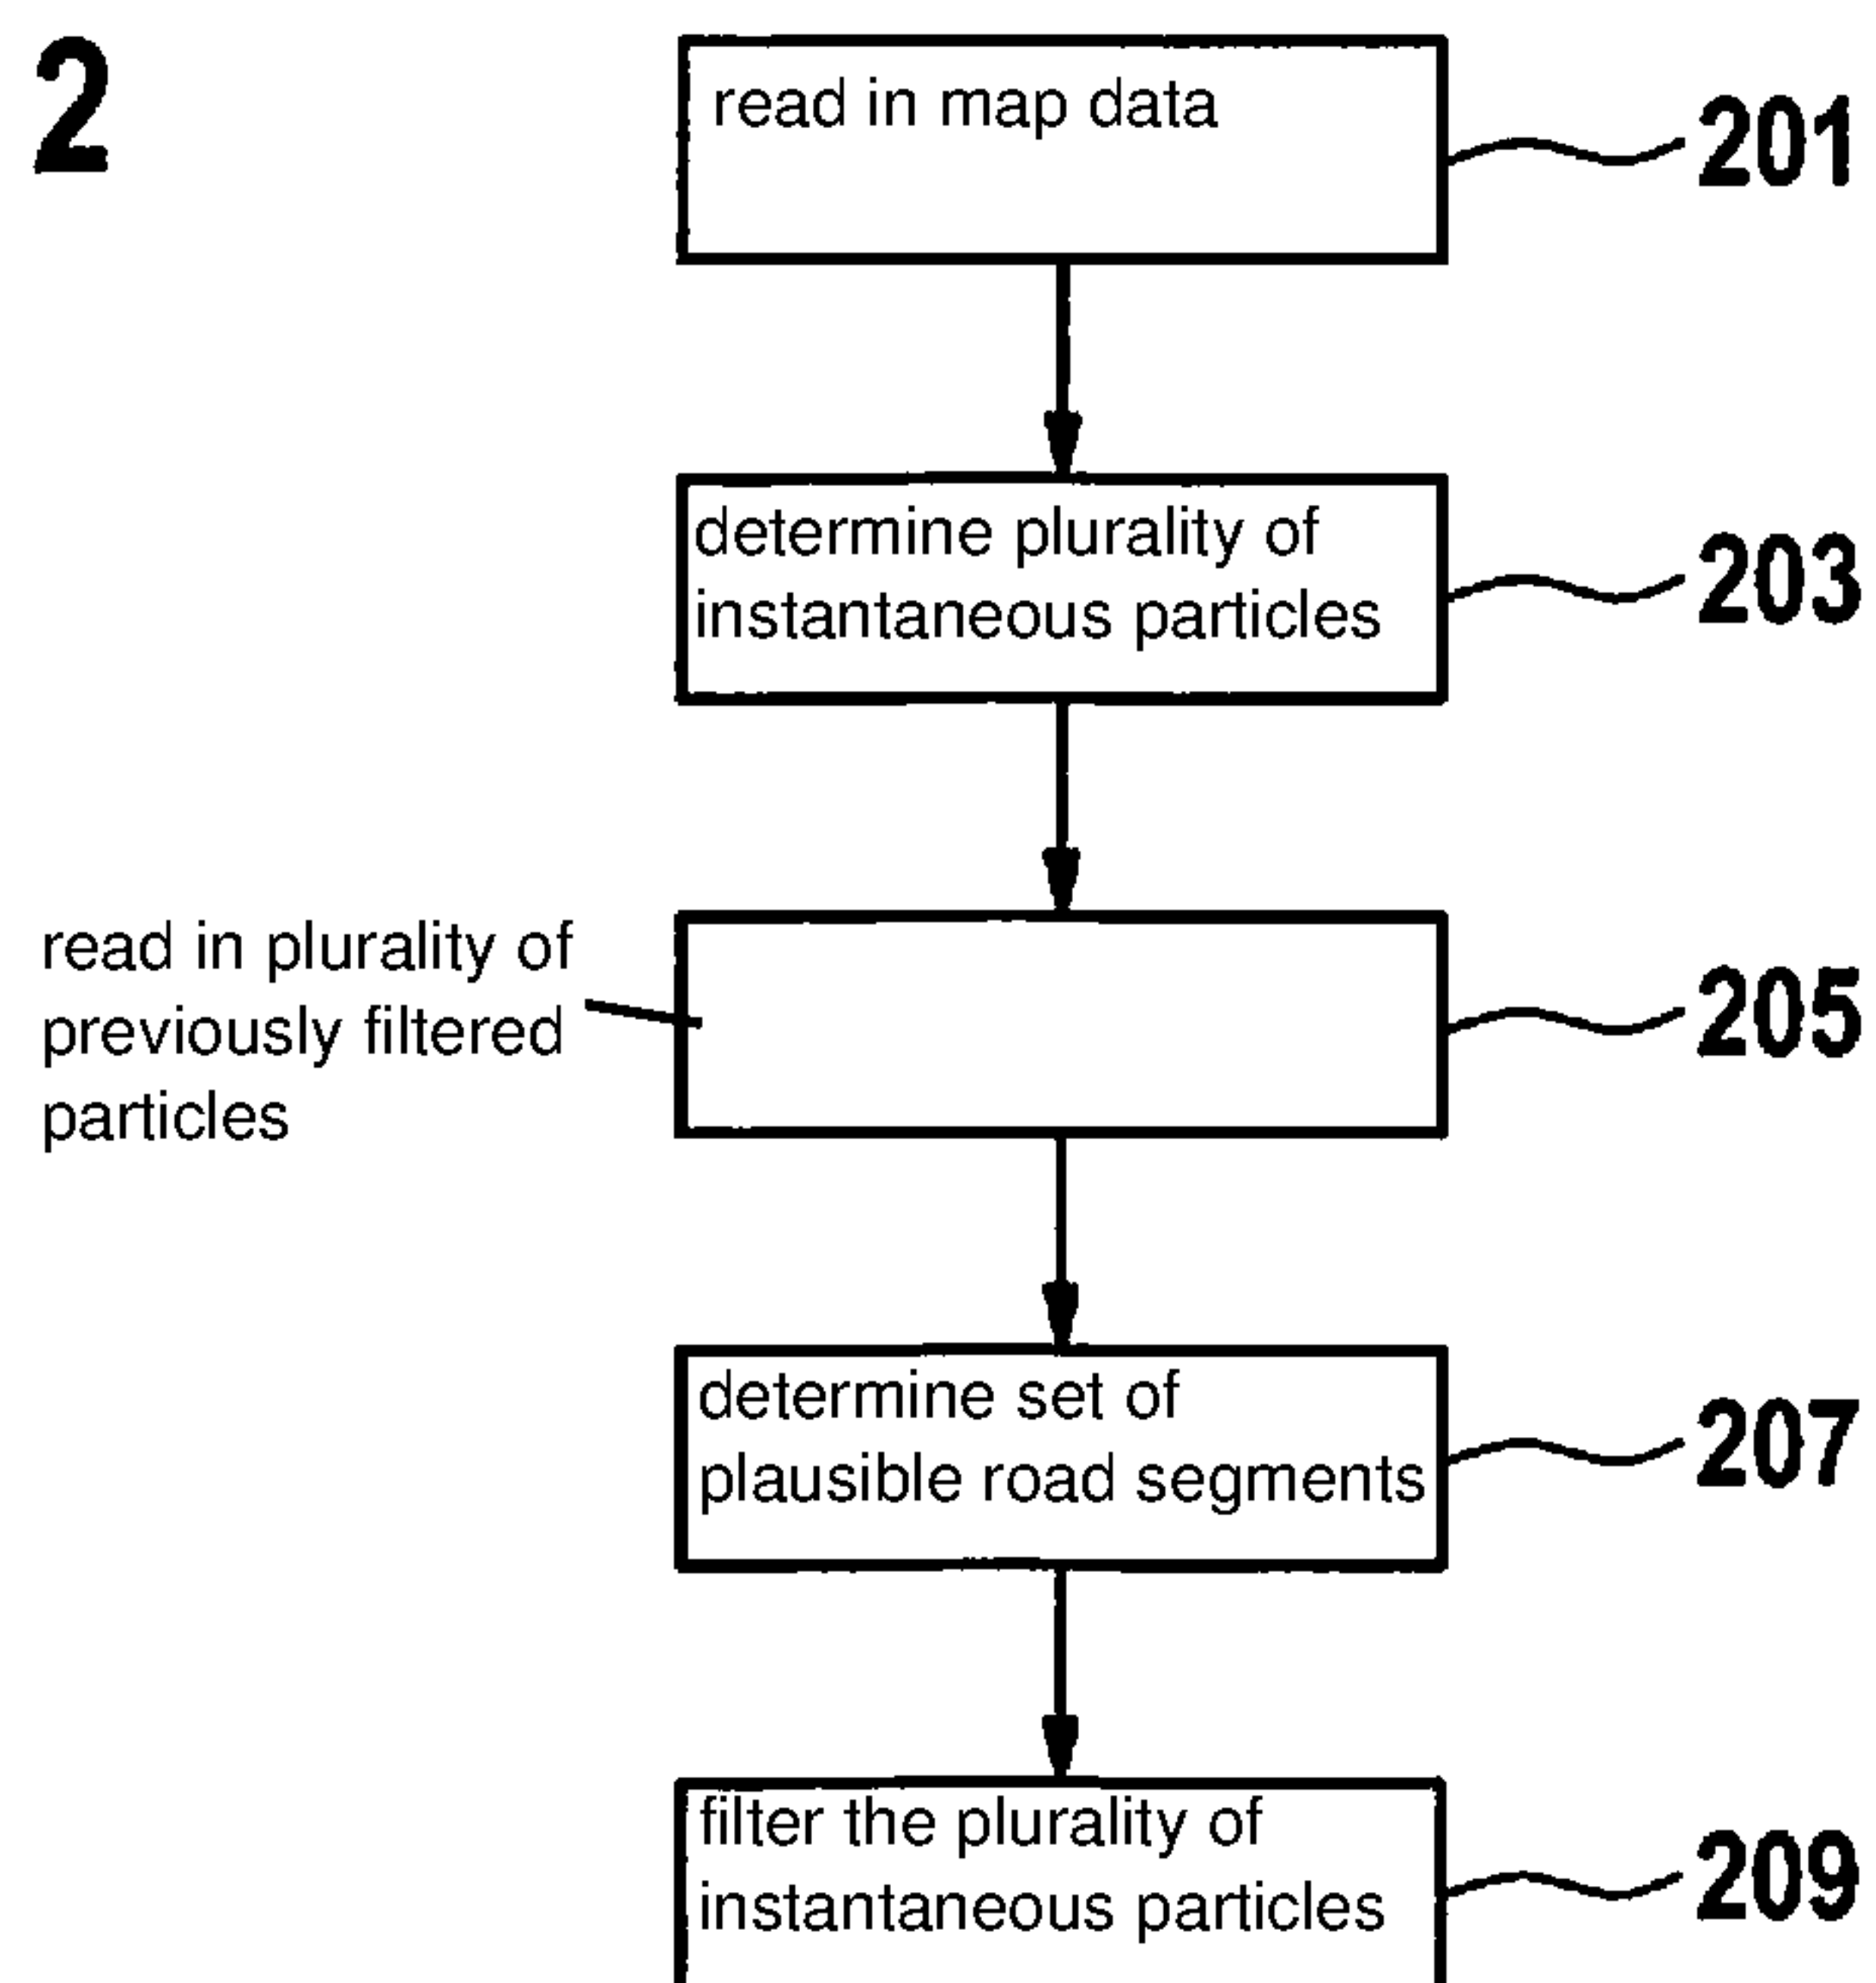 2
read in map data
201
determine plurality of
instantaneous particles
203
read in plurality of
previously filtered
particles
205
determine set of
plausible road segments
207
filter the plurality of
instantaneous particles
209